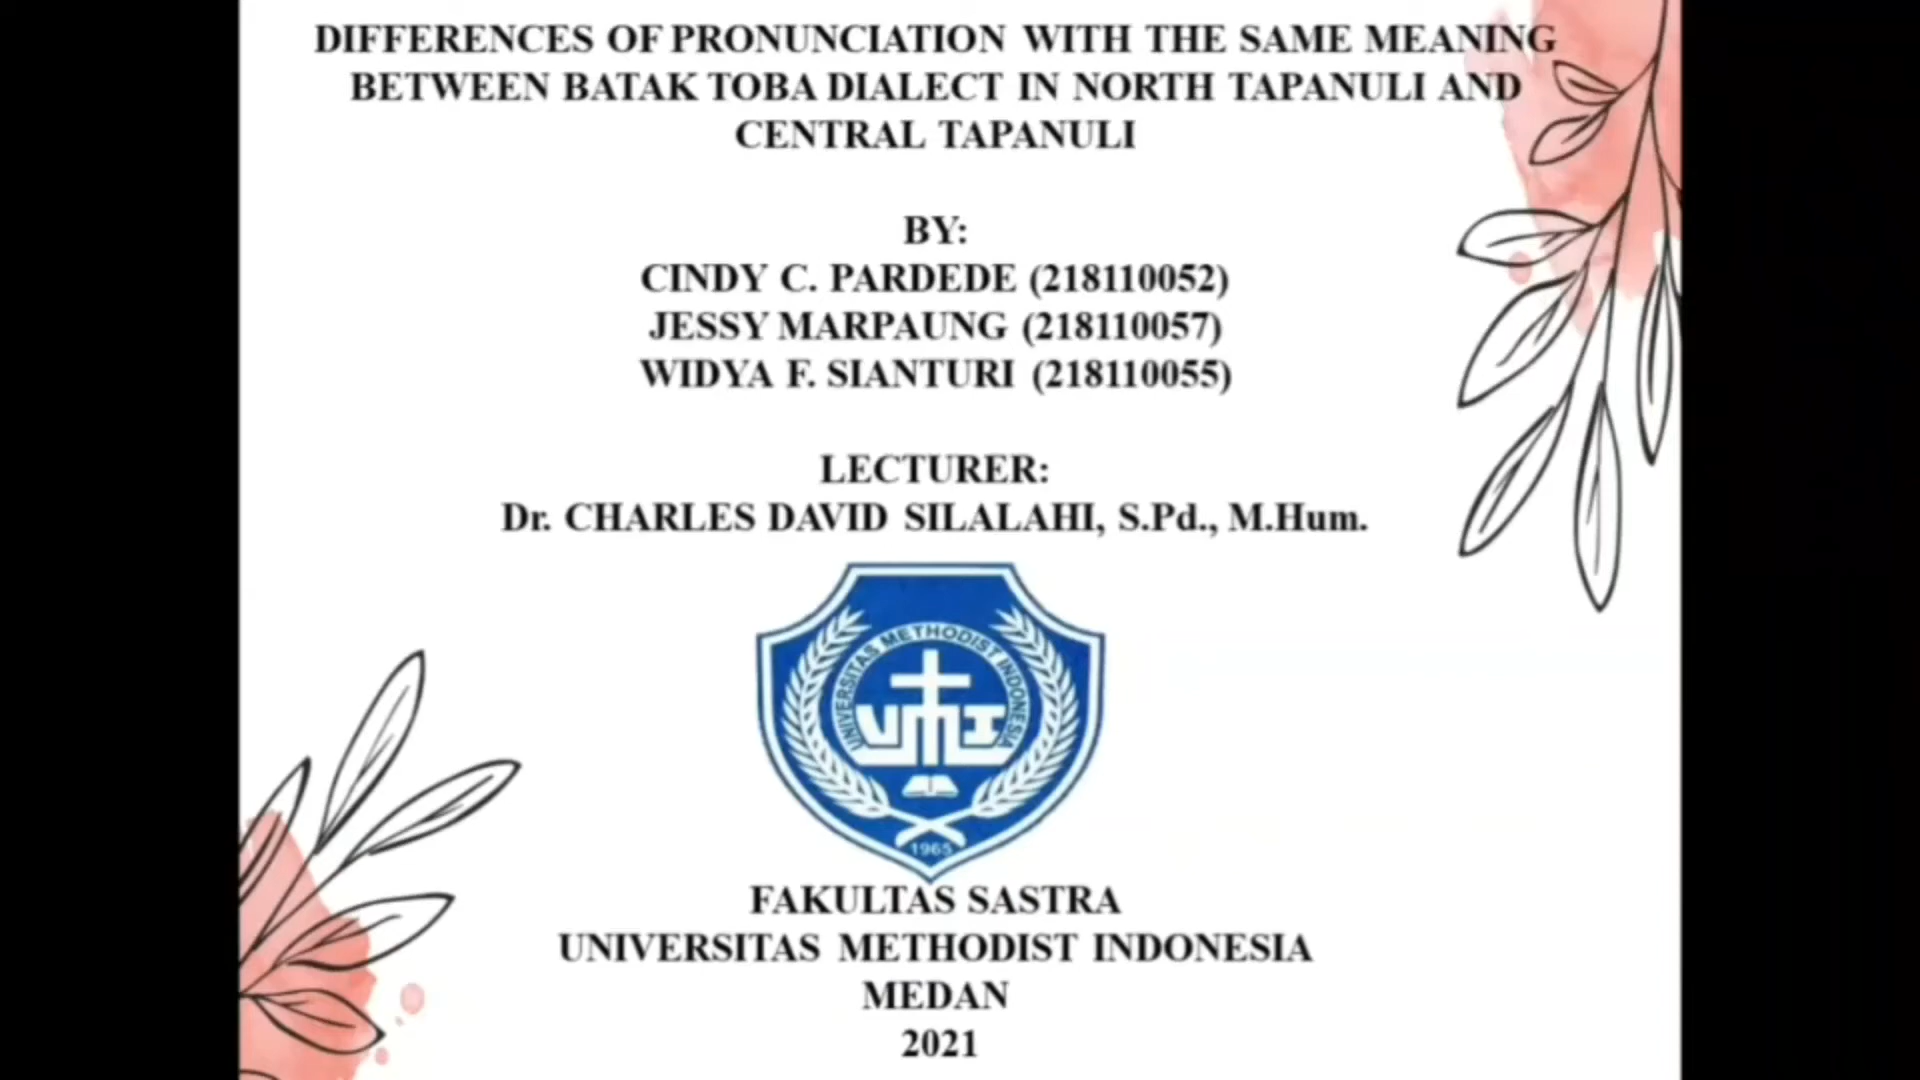 DIFFERENCES OF PRONUNCIATION WITH THE SAME MEANING
BETWEEN BATAK TOBA DIALECT IN NORTH TAPANULI AND
CENTRAL TAPANULI
BY:
CINDY C. PARDEDE (218110052)
JESSY MARPAUNG (218110057)
WIDYA F. SIANTURI (218110055)
LECTURER:
Dr. CHARLES DAVID SILALAHI, S.Pd., M.Hum.
UNIVERSITAS METHODIST INDONESIA
UMI
1965
FAKULTAS SASTRA
UNIVERSITAS METHODIST INDONESIA
MEDAN
2021